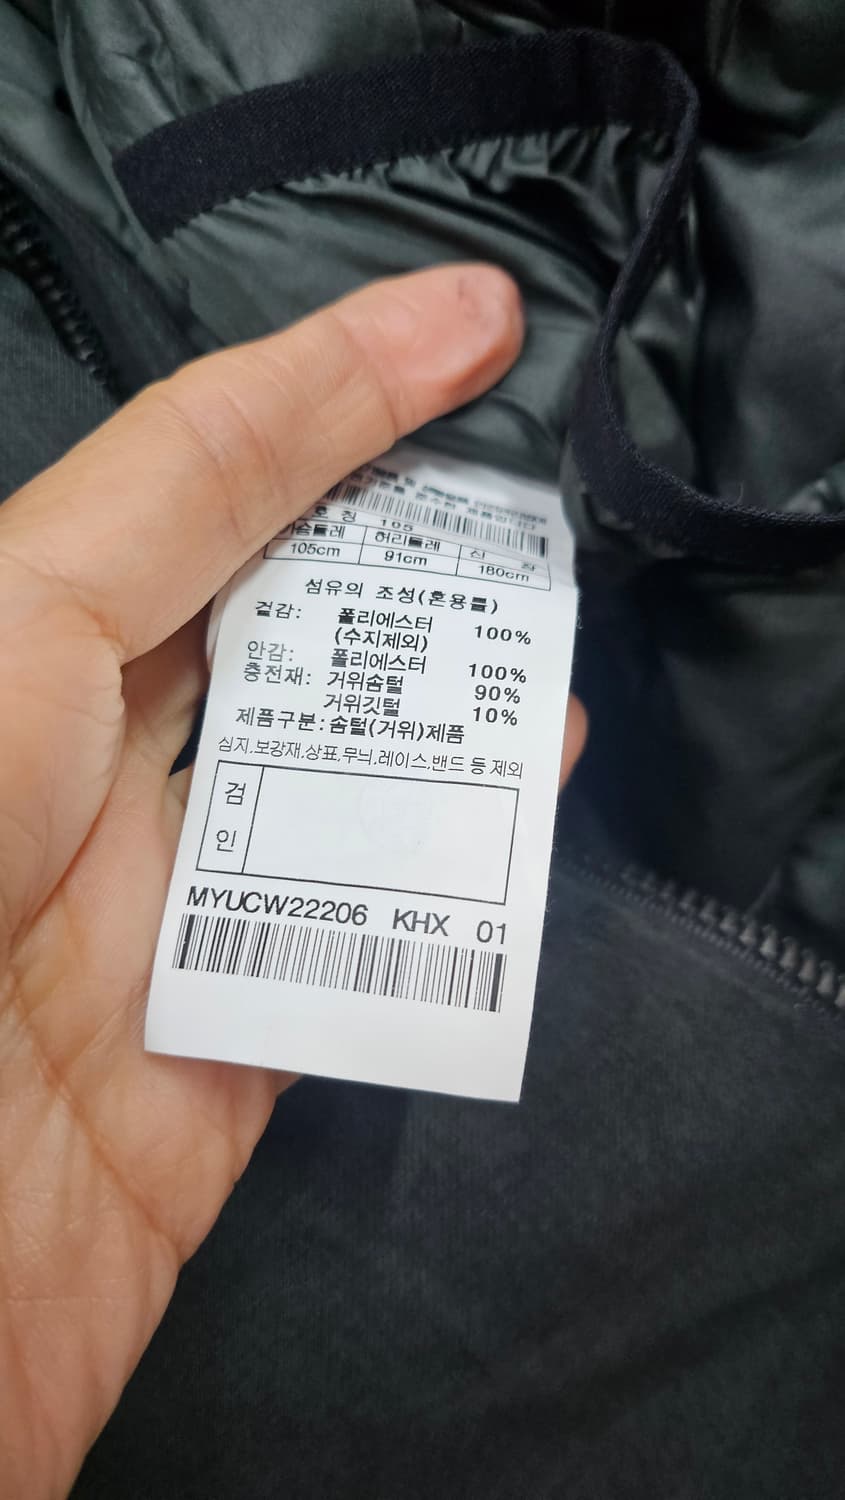 호 칭 105
가슴둘레 허리둘레 신 장
105cm 91cm 180cm
섬유의 조성(혼용률)
겉감: 폴리에스터 100%
(수지제외)
안감: 폴리에스터 100%
충전재: 거위솜털 90%
거위깃털 10%
제품구분: 솜털(거위)제품
심지,보강재,상표,무늬,레이스,밴드 등 제외
검
인
MYUCW22206 KHX 01